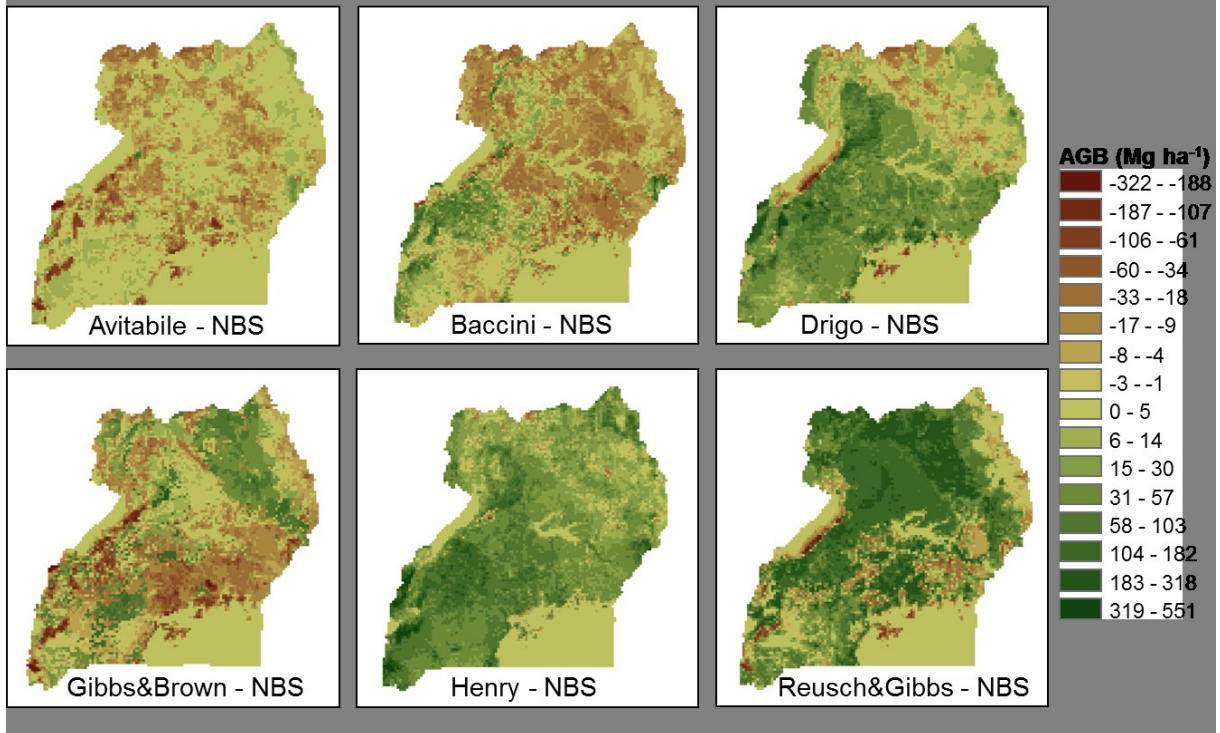 Avitabile - NBS
Baccini - NBS
Drigo - NBS
AGB (Mg ha⁻¹)
-322 - -188
-187 - -107
-106 - -61
-60 - -34
-33 - -18
-17 - -9
-8 - -4
-3 - -1
0 - 5
6 - 14
15 - 30
31 - 57
58 - 103
104 - 182
183 - 318
319 - 551
Gibbs&Brown - NBS
Henry - NBS
Reusch&Gibbs - NBS